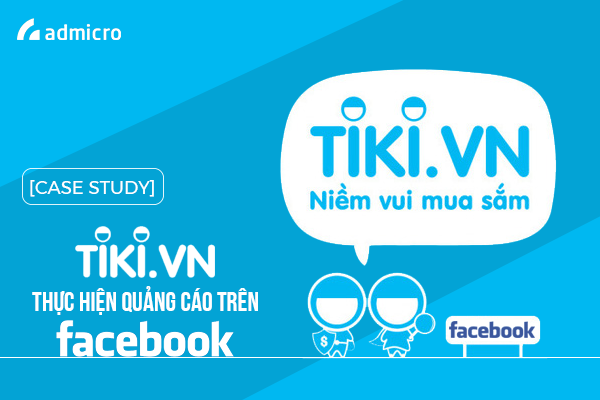 admicro
[CASE STUDY]
TiKi.VN
THỰC HIỆN QUẢNG CÁO TRÊN
facebook
TiKi.VN
Niềm vui mua sắm
$
facebook